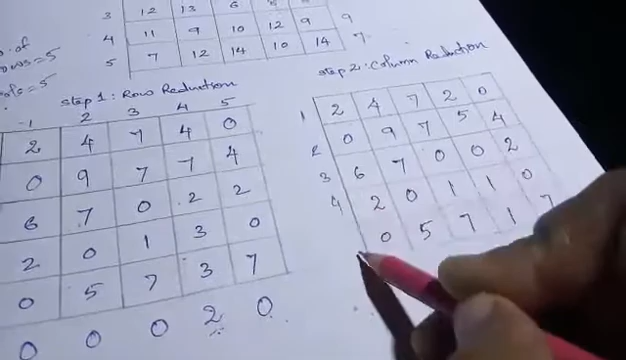 3 12 13 6
4 11 9 10 12 9 9
5 7 12 14 10 14 7
of
=5
=5
Step 1: Row Reduction
1 2 3 4 5
2 4 7 4 0
0 9 7 7 4
6 7 0 2 2
2 0 1 3 0
0 5 7 3 7
0 0 0 2 0
Step 2: Column Reduction
1 2 4 7 2 0
2 0 9 7 5 4
3 6 7 0 0 2
4 2 0 1 1 0
0 5 7 1 7